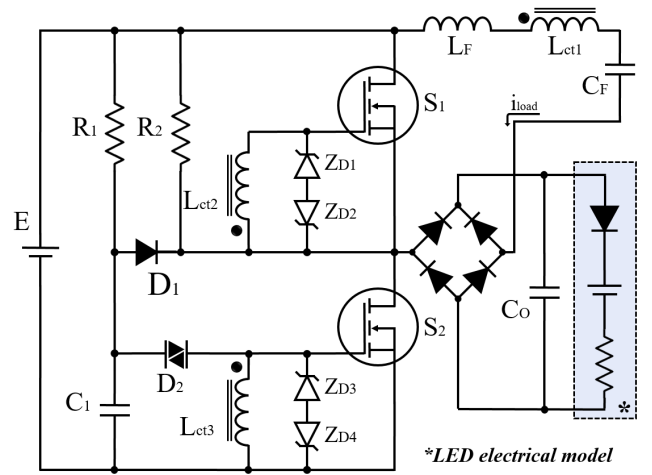 LF
Lct1
CF
iload
S1
R1
R2
ZD1
Lct2
ZD2
E
D1
S2
CO
D2
ZD3
C1
Lct3
ZD4
*
*LED electrical model